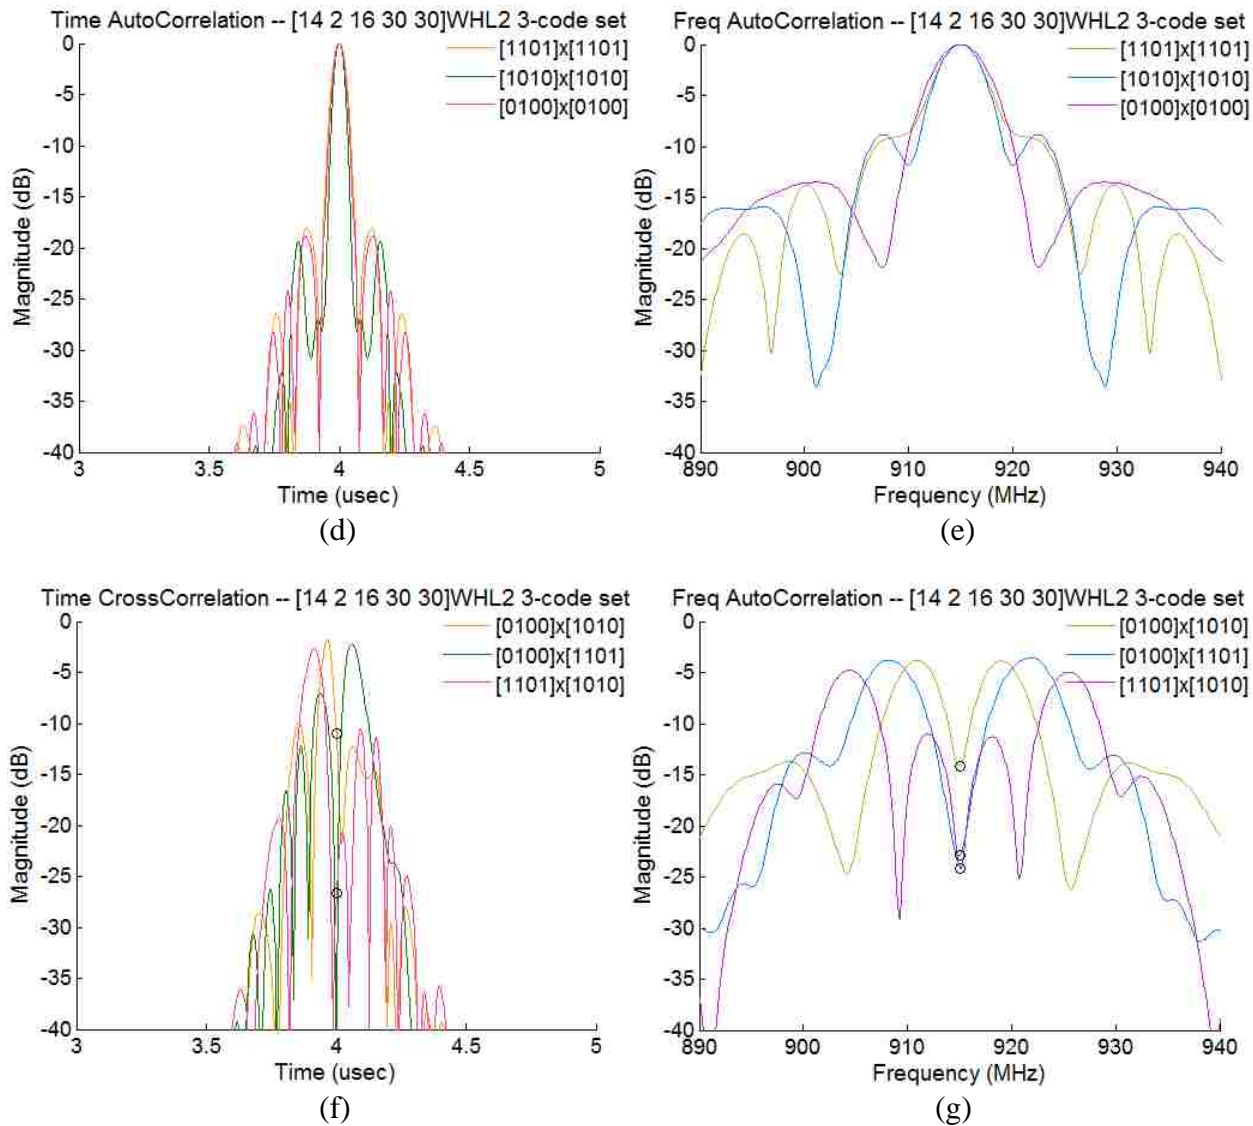 Time AutoCorrelation -- [14 2 16 30 30]WHL2 3-code set
[1101]x[1101]
[1010]x[1010]
[0100]x[0100]
0
-5
-10
-15
-20
-25
-30
-35
-40
Magnitude (dB)
3 3.5 4 4.5 5
Time (usec)
(d)
Freq AutoCorrelation -- [14 2 16 30 30]WHL2 3-code set
[1101]x[1101]
[1010]x[1010]
[0100]x[0100]
0
-5
-10
-15
-20
-25
-30
-35
-40
Magnitude (dB)
890 900 910 920 930 940
Frequency (MHz)
(e)
Time CrossCorrelation -- [14 2 16 30 30]WHL2 3-code set
[0100]x[1010]
[0100]x[1101]
[1101]x[1010]
0
-5
-10
-15
-20
-25
-30
-35
-40
Magnitude (dB)
3 3.5 4 4.5 5
Time (usec)
(f)
Freq AutoCorrelation -- [14 2 16 30 30]WHL2 3-code set
[0100]x[1010]
[0100]x[1101]
[1101]x[1010]
0
-5
-10
-15
-20
-25
-30
-35
-40
Magnitude (dB)
890 900 910 920 930 940
Frequency (MHz)
(g)